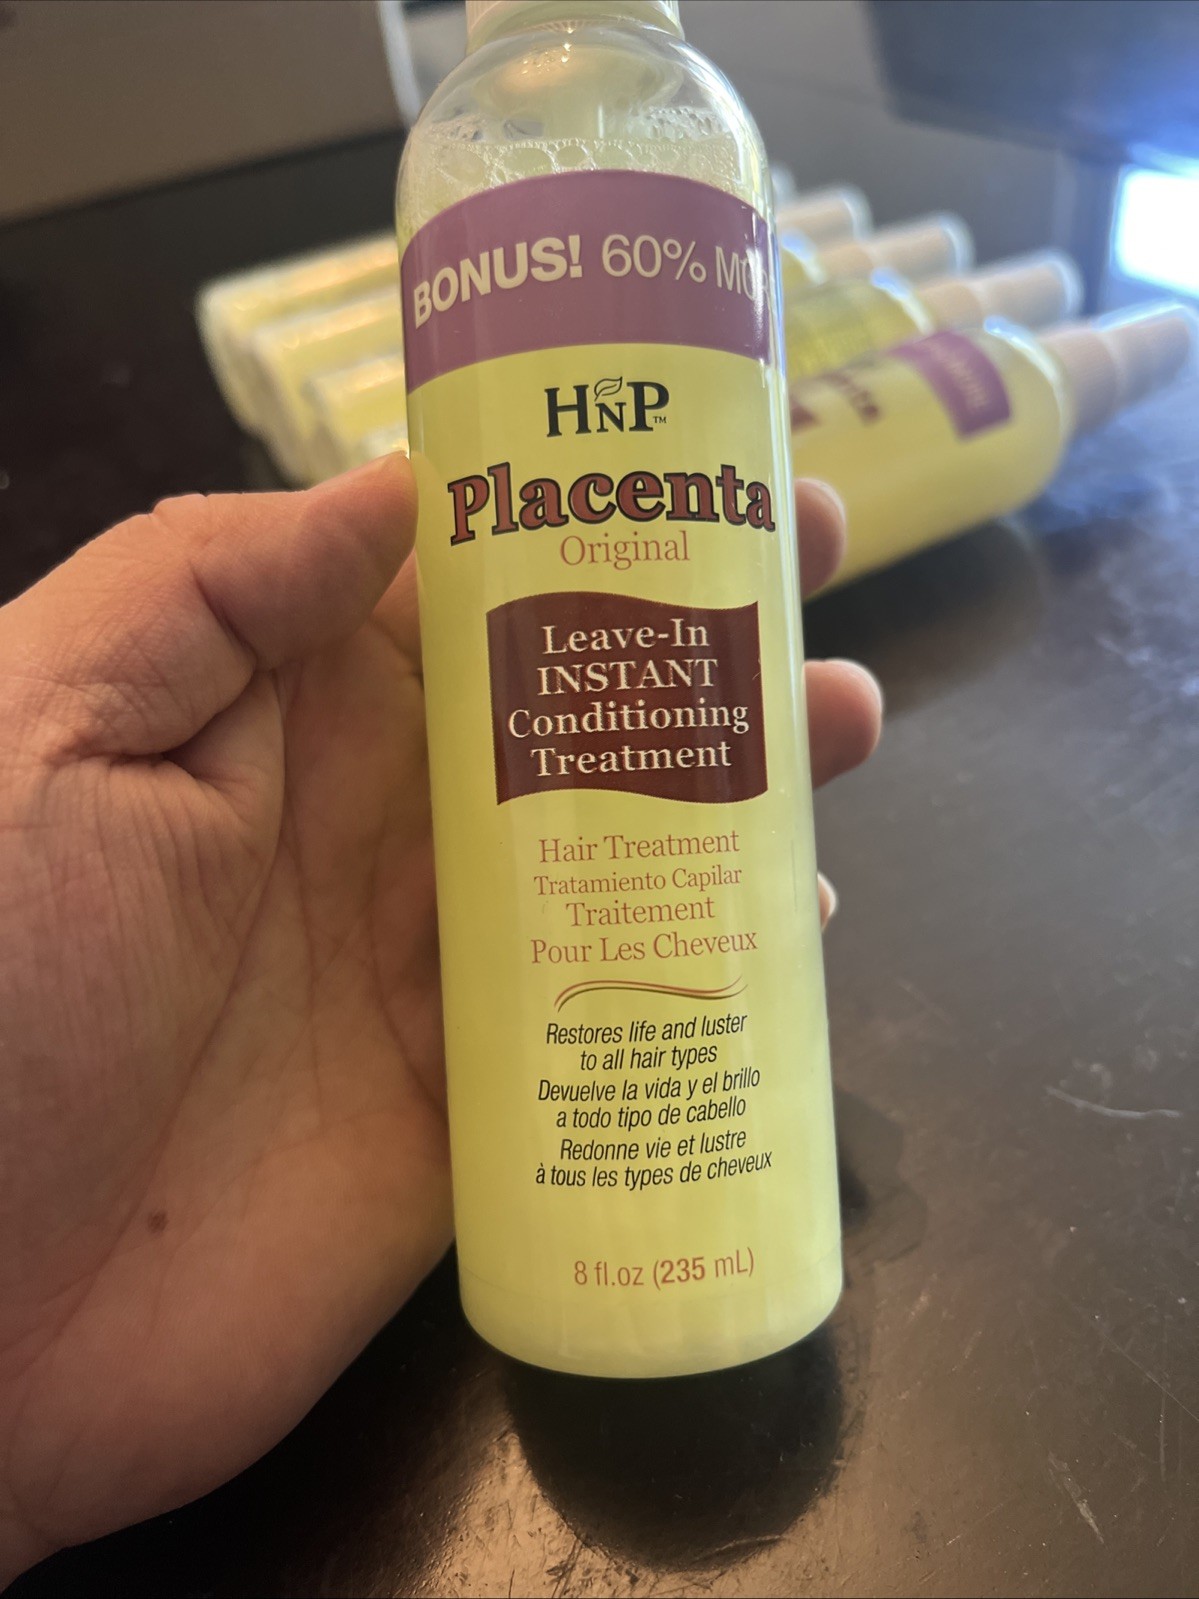 BONUS! 60% MORE
HNP™
Placenta
Original
Leave-In
INSTANT
Conditioning
Treatment
Hair Treatment
Tratamiento Capilar
Traitement
Pour Les Cheveux
Restores life and luster
to all hair types
Devuelve la vida y el brillo
a todo tipo de cabello
Redonne vie et lustre
à tous les types de cheveux
8 fl.oz (235 mL)